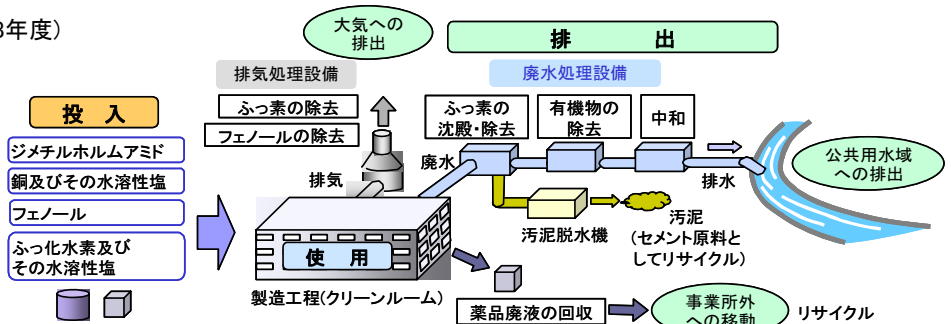 3年度）
大気への
排出
排　出
排気処理設備
廃水処理設備
投 入
ふっ素の除去
フェノールの除去
ふっ素の
沈殿・除去
有機物の
除去
中和
ジメチルホルムアミド
銅及びその水溶性塩
フェノール
ふっ化水素及び
その水溶性塩
排気
廃水
排水
公共用水域
への排出
汚泥脱水機
汚泥
（セメント原料と
してリサイクル）
使 用
製造工程(クリーンルーム)
薬品廃液の回収
事業所外
への移動
リサイクル